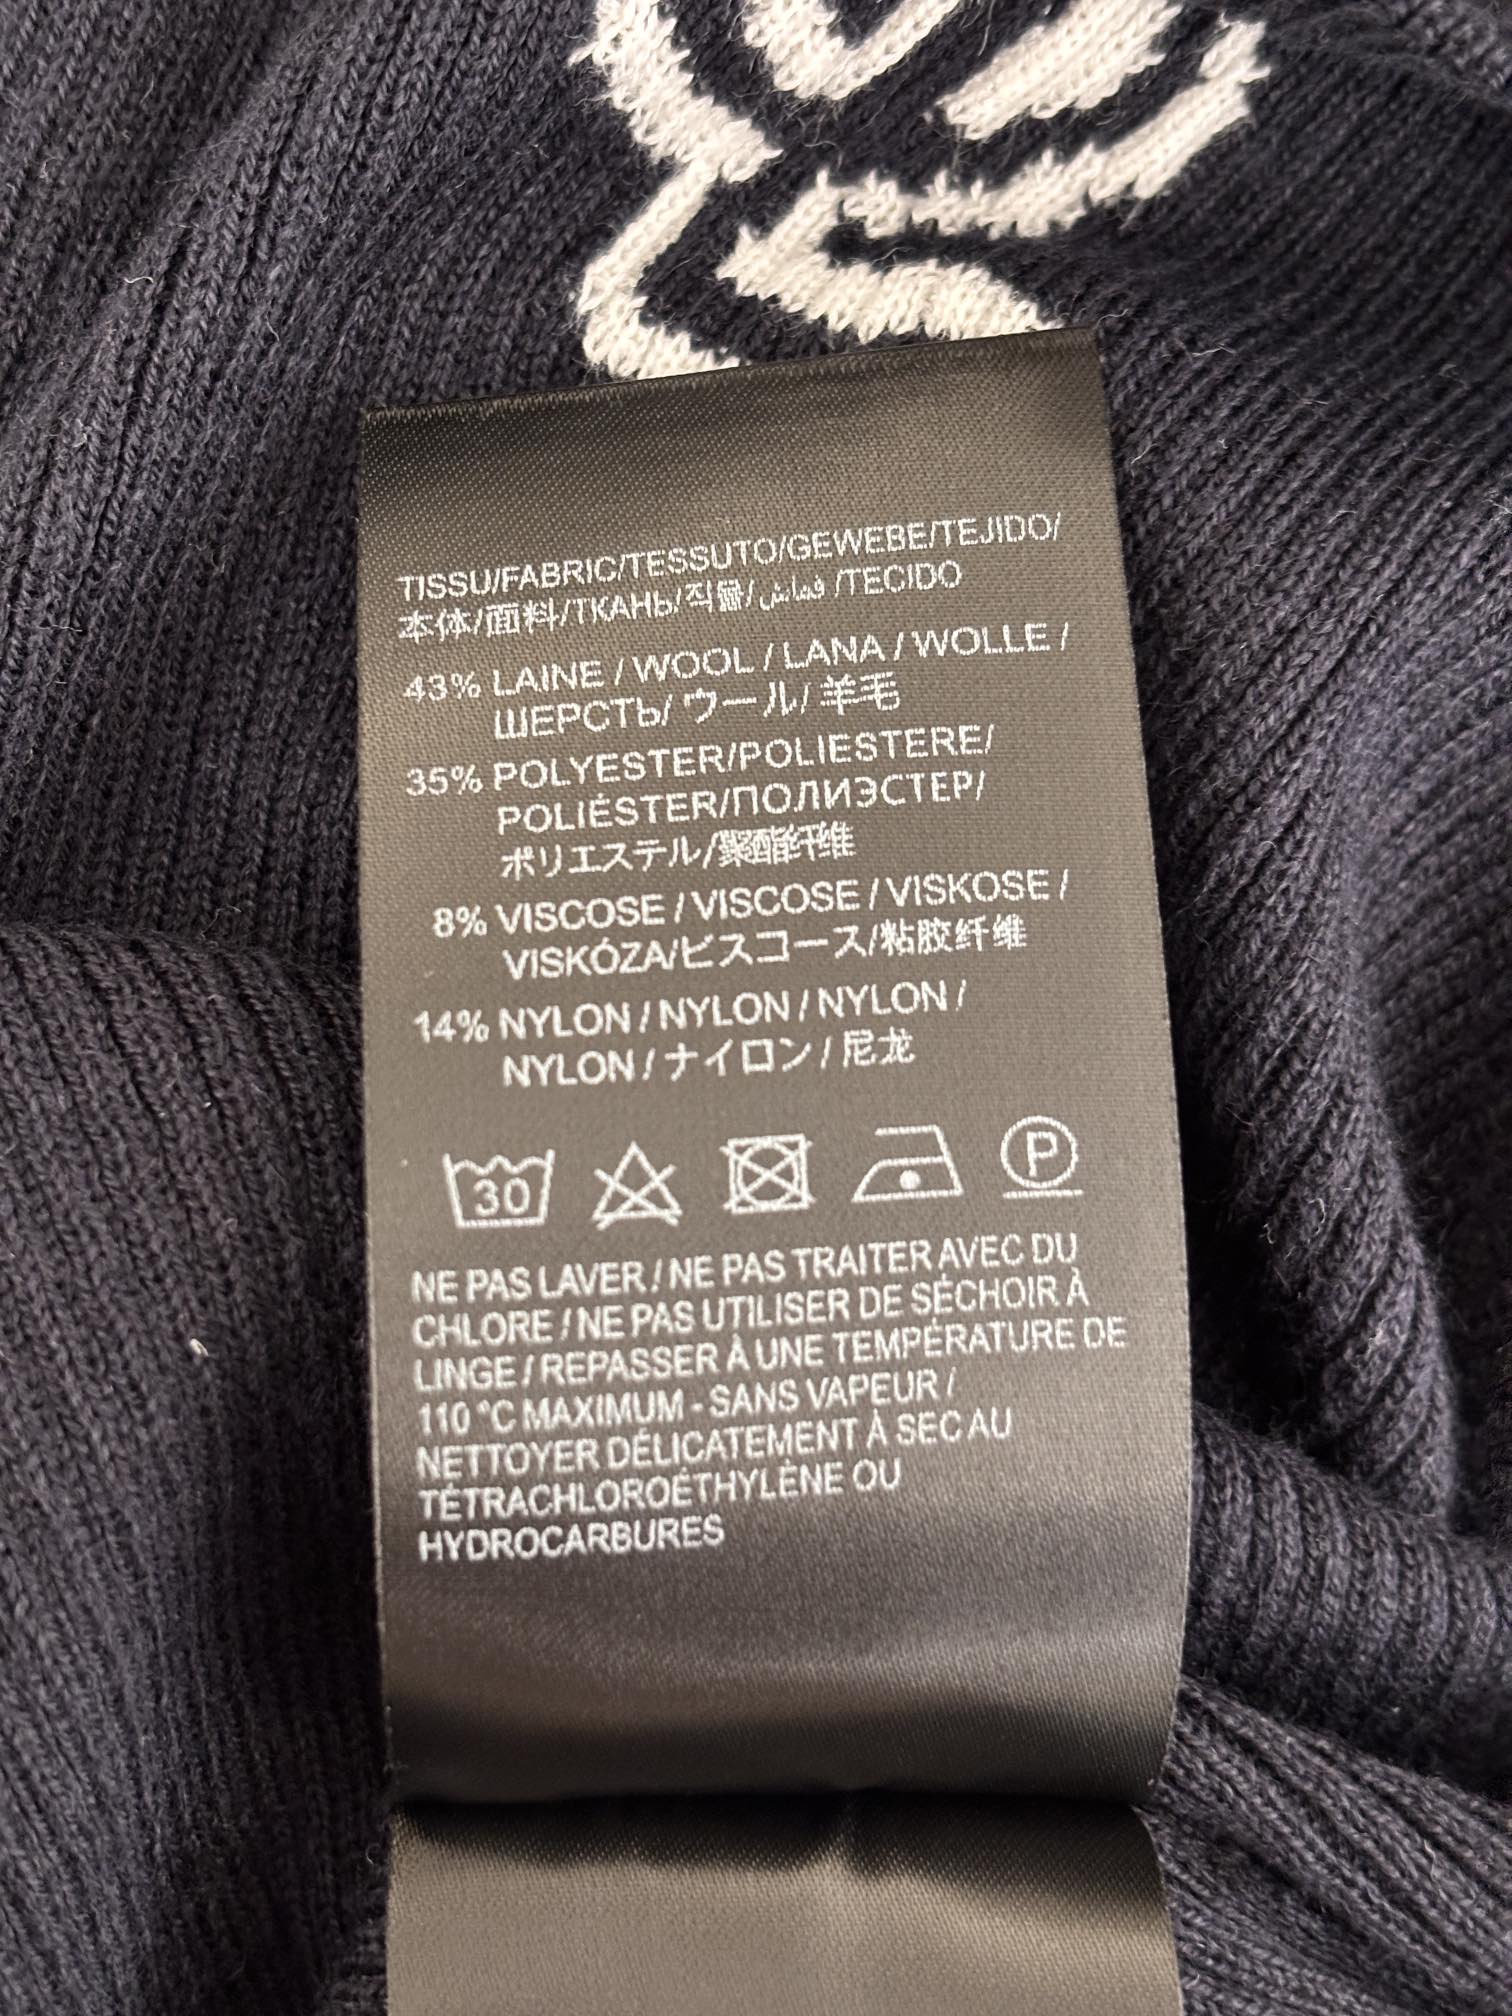 TISSU/FABRIC/TESSUTO/GEWEBE/TEJIDO/
本体/面料/ТКАНЬ/직물/قماش/TECIDO
43% LAINE / WOOL / LANA / WOLLE /
ШЕРСТЬ/ ウール/ 羊毛
35% POLYESTER/POLIESTERE/
POLIÉSTER/ПОЛИЭСТЕР/
ポリエステル/聚酯纤维
8% VISCOSE / VISCOSE / VISKOSE /
VISKÓZA/ビスコース/粘胶纤维
14% NYLON / NYLON / NYLON /
NYLON / ナイロン / 尼龙
30 P
NE PAS LAVER / NE PAS TRAITER AVEC DU
CHLORE / NE PAS UTILISER DE SÉCHOIR À
LINGE / REPASSER À UNE TEMPÉRATURE DE
110 °C MAXIMUM - SANS VAPEUR /
NETTOYER DÉLICATEMENT À SEC AU
TÉTRACHLOROÉTHYLÈNE OU
HYDROCARBURES